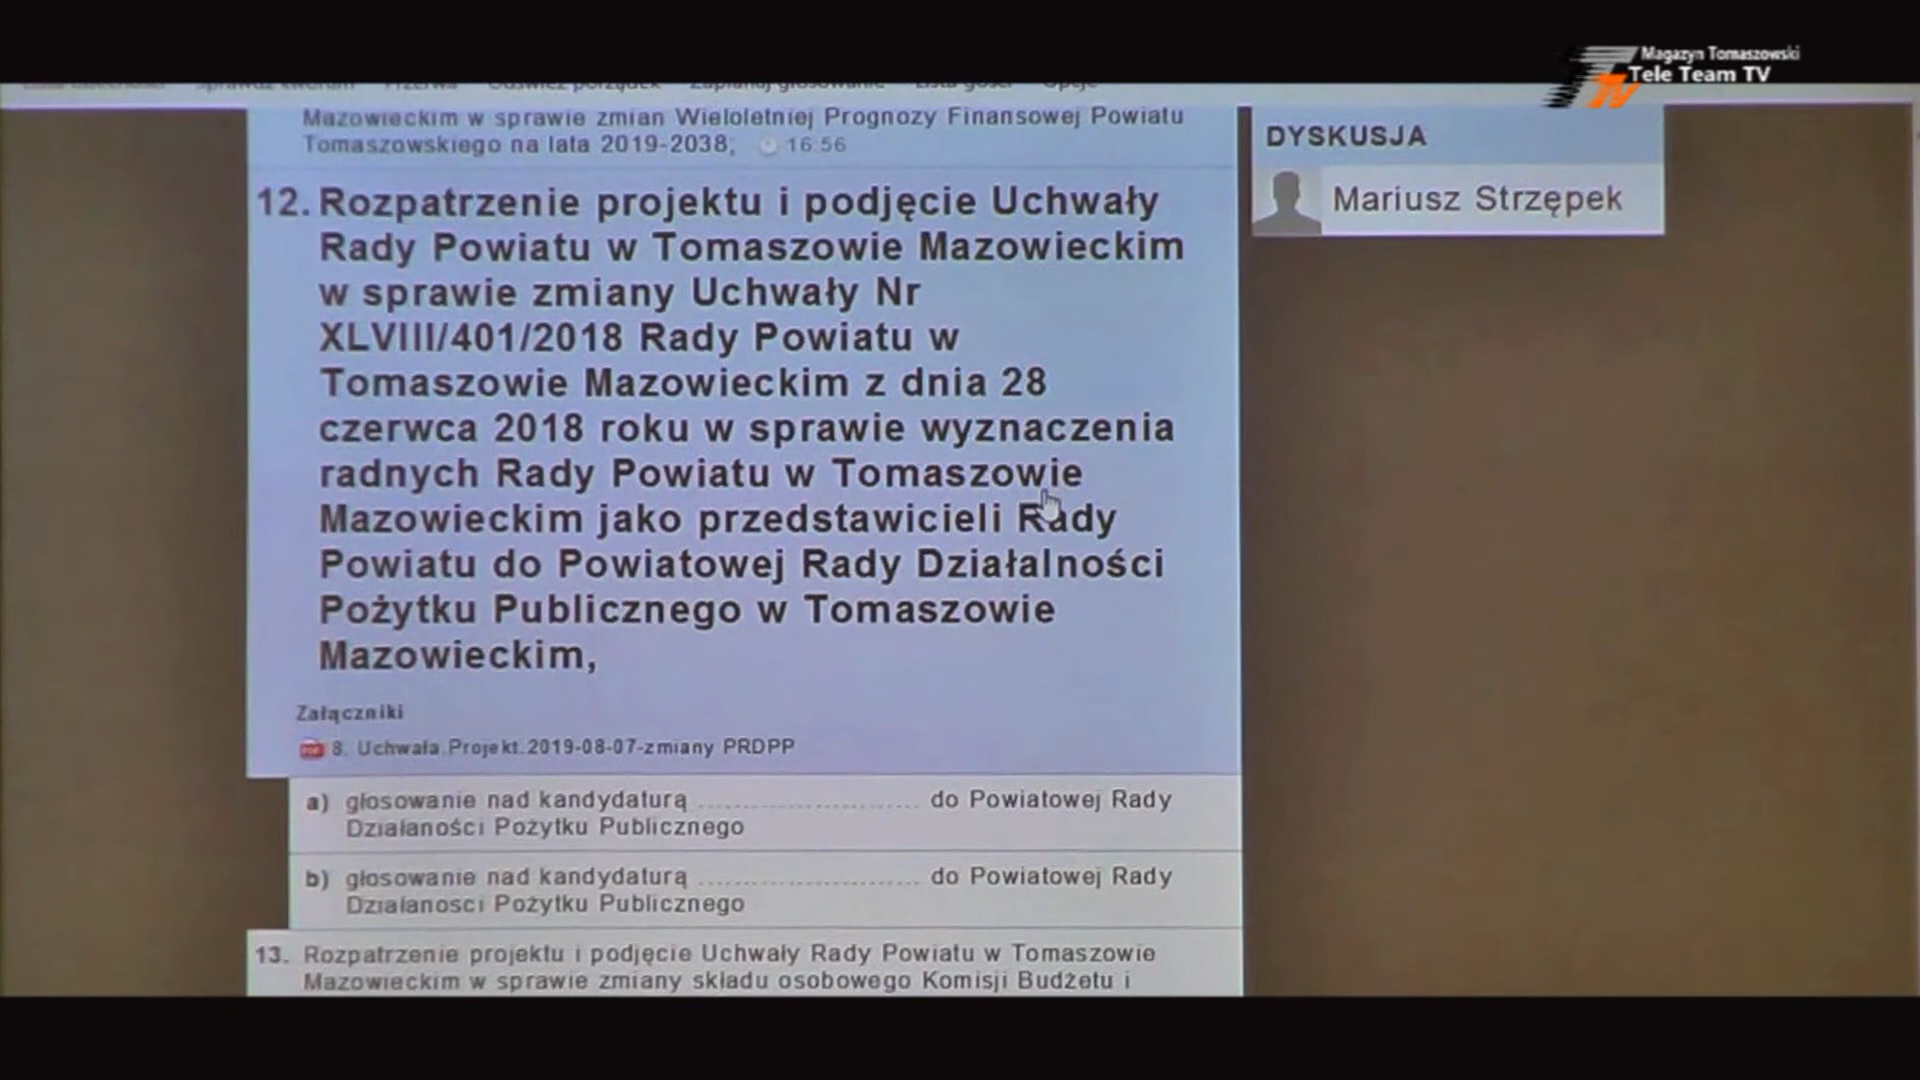 Magazyn Tomaszowski
Tele Team TV
Mazowieckim w sprawie zmian Wieloletniej Prognozy Finansowej Powiatu
Tomaszowskiego na lata 2019-2038; 16:56
12. Rozpatrzenie projektu i podjęcie Uchwały
Rady Powiatu w Tomaszowie Mazowieckim
w sprawie zmiany Uchwały Nr
XLVIII/401/2018 Rady Powiatu w
Tomaszowie Mazowieckim z dnia 28
czerwca 2018 roku w sprawie wyznaczenia
radnych Rady Powiatu w Tomaszowie
Mazowieckim jako przedstawicieli Rady
Powiatu do Powiatowej Rady Działalności
Pożytku Publicznego w Tomaszowie
Mazowieckim,
Załączniki
8. Uchwała.Projekt.2019-08-07-zmiany PRDPP
a) głosowanie nad kandydaturą ........................ do Powiatowej Rady
Działaności Pożytku Publicznego
b) głosowanie nad kandydaturą ........................ do Powiatowej Rady
Działaności Pożytku Publicznego
13. Rozpatrzenie projektu i podjęcie Uchwały Rady Powiatu w Tomaszowie
Mazowieckim w sprawie zmiany składu osobowego Komisji Budżetu i
DYSKUSJA
Mariusz Strzępek